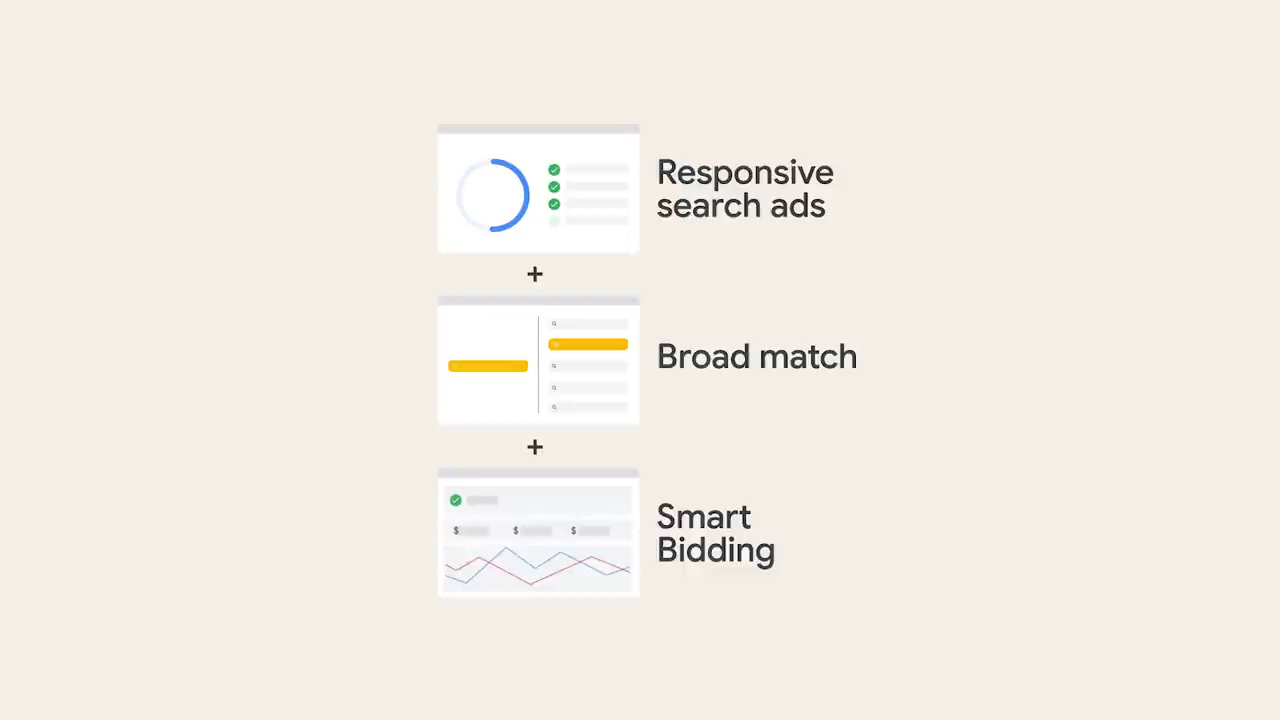 Responsive
search ads
+
Broad match
+
$ $ $
Smart
Bidding